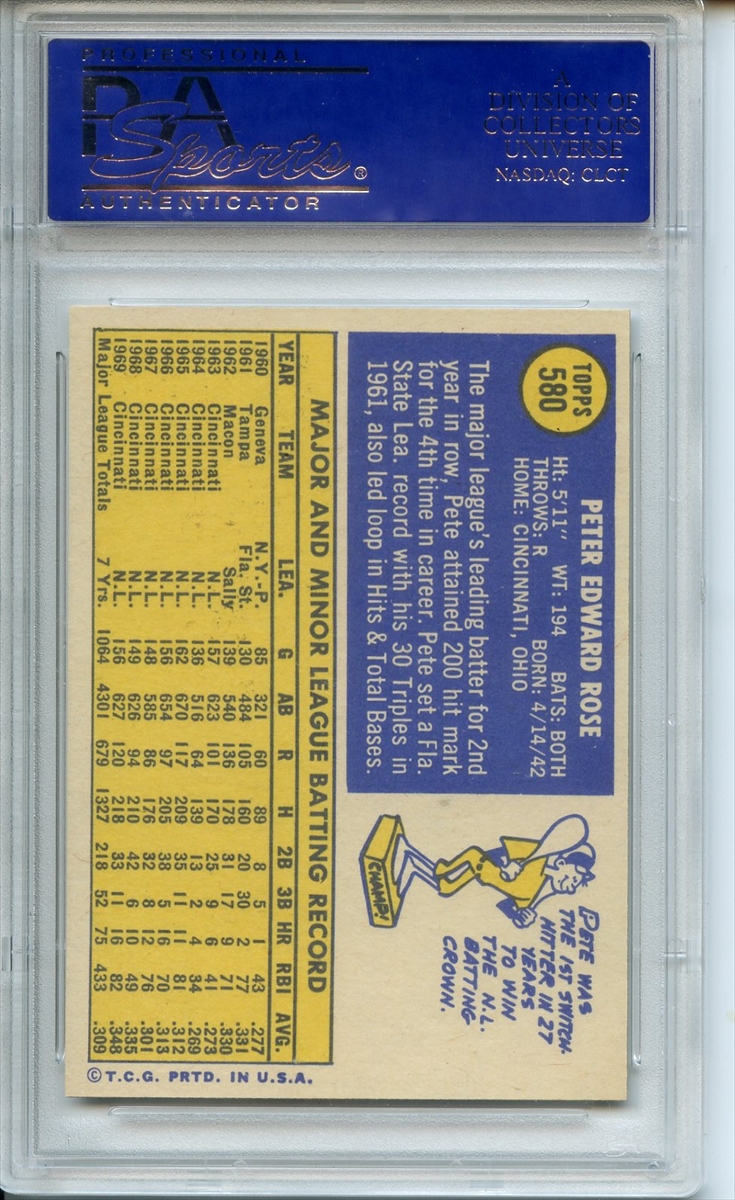 PROFESSIONAL
PSA
Sports®
AUTHENTICATOR
A
DIVISION OF
COLLECTORS
UNIVERSE
NASDAQ: CLCT
TOPPS
580
PETER EDWARD ROSE
Ht: 5'11" WT: 194 BATS: BOTH
THROWS: R BORN: 4/14/42
HOME: CINCINNATI, OHIO
The major league's leading batter for 2nd
year in row, Pete attained 200 hit mark
for the 4th time in career. Pete set a Fla.
State Lea. record with his 30 Triples in
1961, also led loop in Hits & Total Bases.
PETE WAS
THE 1ST SWITCH-
HITTER IN 27
YEARS
TO WIN
THE N.L.
BATTING
CROWN.
CHAMP!
MAJOR AND MINOR LEAGUE BATTING RECORD
YEAR TEAM LEA. G AB R H 2B 3B HR RBI AVG.
1960 Geneva N.Y.-P. 85 321 60 89 8 5 1 43 .277
1961 Tampa Fla. St. 130 484 105 160 20 30 2 77 .331
1962 Macon Sally 139 540 136 178 31 17 9 71 .330
1963 Cincinnati N.L. 157 623 101 170 25 9 6 41 .273
1964 Cincinnati N.L. 136 516 64 139 13 2 4 34 .269
1965 Cincinnati N.L. 162 670 117 209 35 11 11 81 .312
1966 Cincinnati N.L. 156 654 97 205 38 5 16 70 .313
1967 Cincinnati N.L. 148 585 86 176 32 8 12 76 .301
1968 Cincinnati N.L. 149 626 94 210 42 6 10 49 .335
1969 Cincinnati N.L. 156 627 120 218 33 11 16 82 .348
Major League Totals 7 Yrs. 1064 4301 679 1327 218 52 75 433 .309
© T.C.G. PRTD. IN U.S.A.